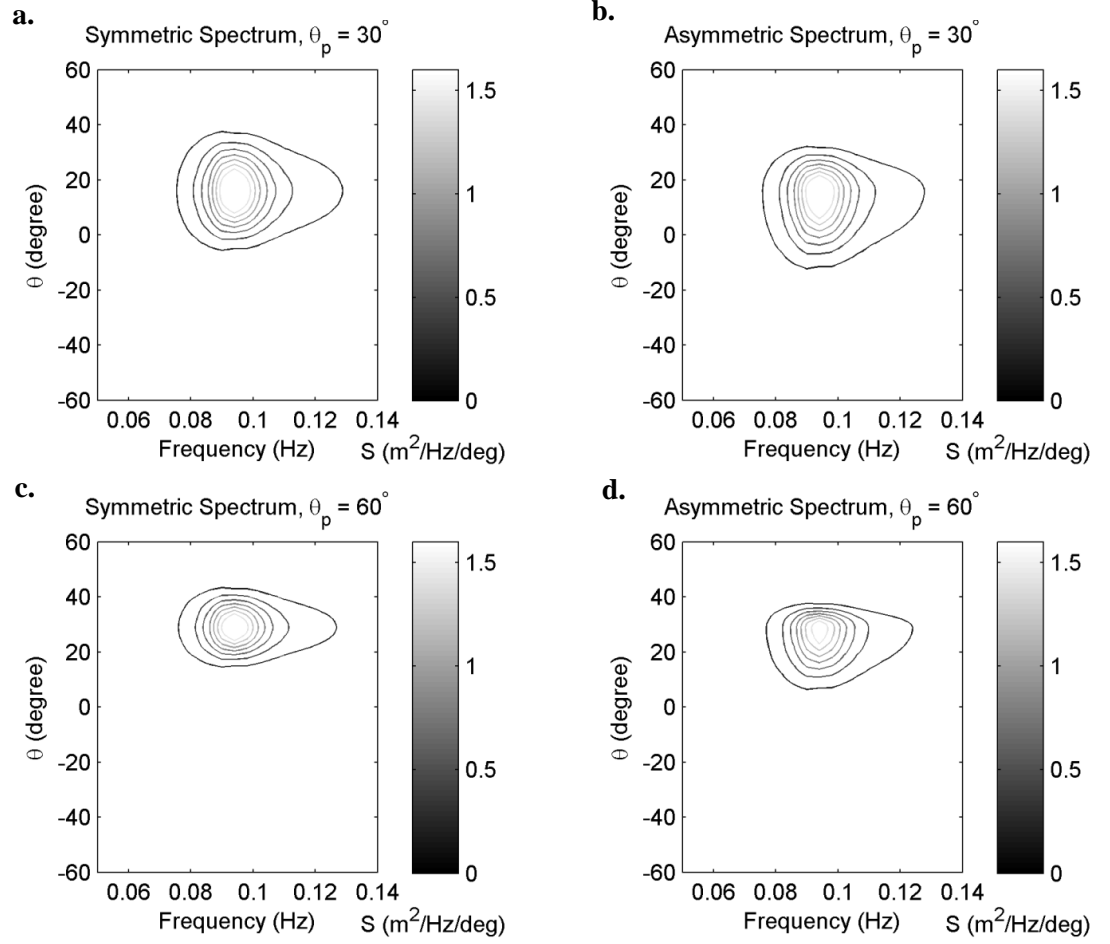 a.
Symmetric Spectrum, θp = 30°
60
40
20
0
-20
-40
-60
θ (degree)
0.06 0.08 0.1 0.12 0.14
Frequency (Hz)
1.5
1
0.5
0
S (m²/Hz/deg)
b.
Asymmetric Spectrum, θp = 30°
60
40
20
0
-20
-40
-60
θ (degree)
0.06 0.08 0.1 0.12 0.14
Frequency (Hz)
1.5
1
0.5
0
S (m²/Hz/deg)
c.
Symmetric Spectrum, θp = 60°
60
40
20
0
-20
-40
-60
θ (degree)
0.06 0.08 0.1 0.12 0.14
Frequency (Hz)
1.5
1
0.5
0
S (m²/Hz/deg)
d.
Asymmetric Spectrum, θp = 60°
60
40
20
0
-20
-40
-60
θ (degree)
0.06 0.08 0.1 0.12 0.14
Frequency (Hz)
1.5
1
0.5
0
S (m²/Hz/deg)